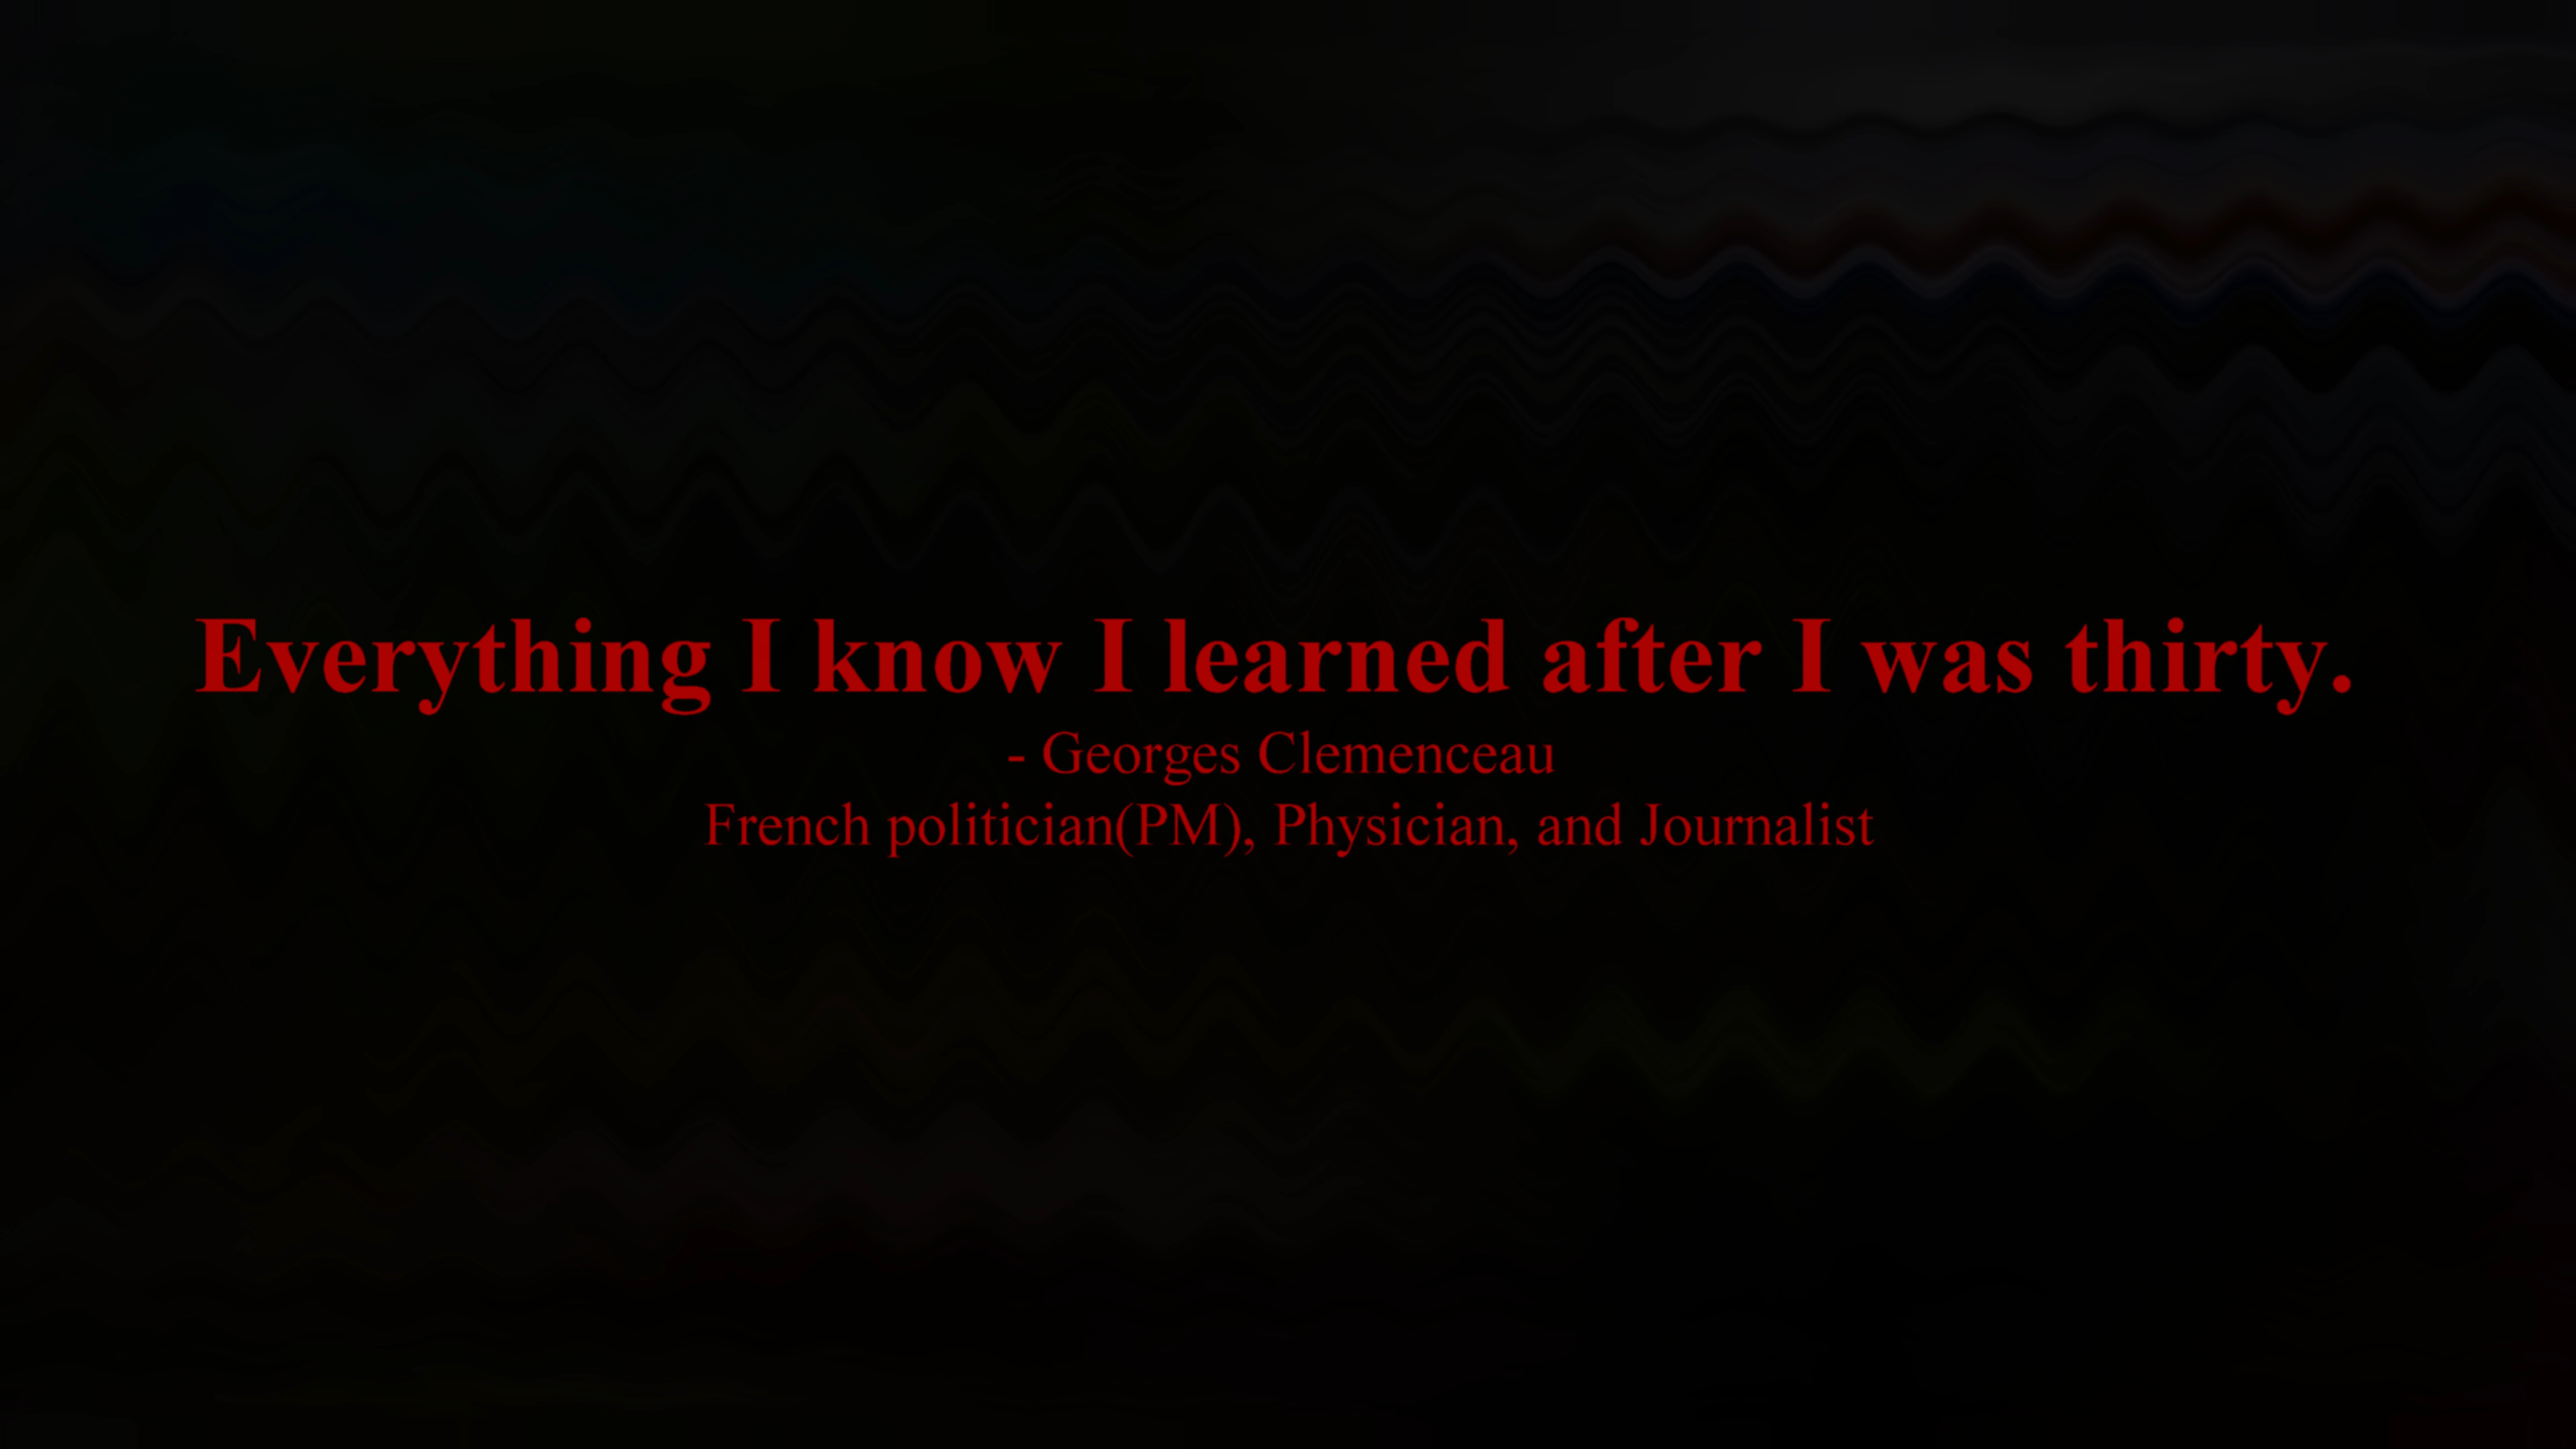 Everything I know I learned after I was thirty.
- Georges Clemenceau
French politician(PM), Physician, and Journalist